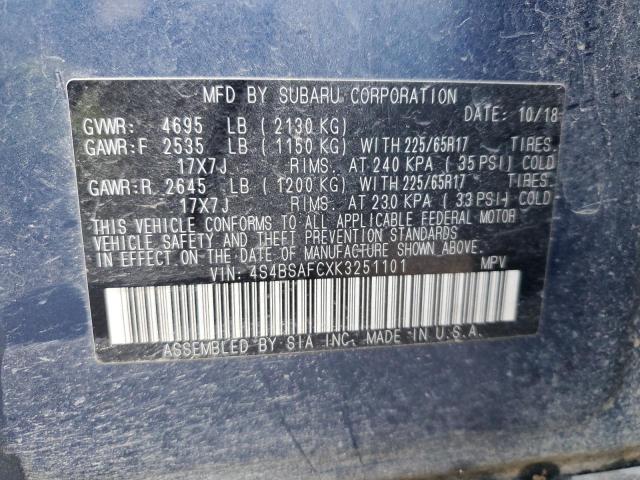 MFD BY SUBARU CORPORATION
DATE: 10/18
GVWR: 4695 LB ( 2130 KG)
GAWR:F 2535 LB ( 1150 KG) WITH 225/65R17 TIRES.
17X7J RIMS. AT 240 KPA ( 35 PSI) COLD
GAWR:R 2645 LB ( 1200 KG) WITH 225/65R17 TIRES.
17X7J RIMS. AT 230 KPA ( 33 PSI) COLD
THIS VEHICLE CONFORMS TO ALL APPLICABLE FEDERAL MOTOR
VEHICLE SAFETY AND THEFT PREVENTION STANDARDS
IN EFFECT ON THE DATE OF MANUFACTURE SHOWN ABOVE.
VIN: 4S4BSAFCXK3251101 MPV
ASSEMBLED BY SIA INC. MADE IN U.S.A.